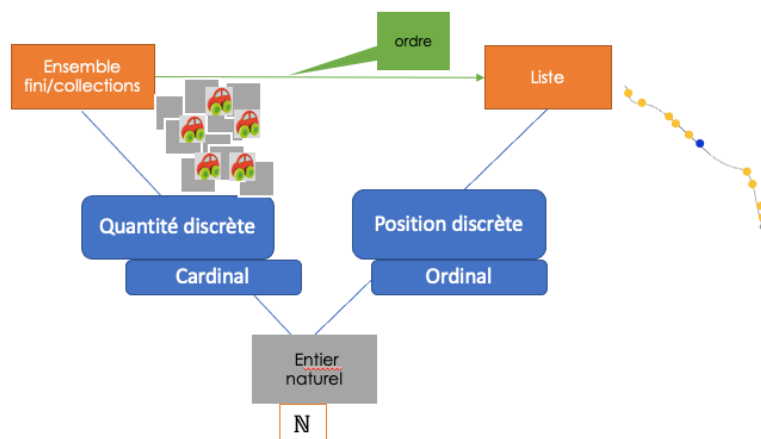 ordre
Ensemble
fini/collections
Liste
Quantité discrète
Position discrète
Cardinal
Ordinal
Entier
naturel
ℕ